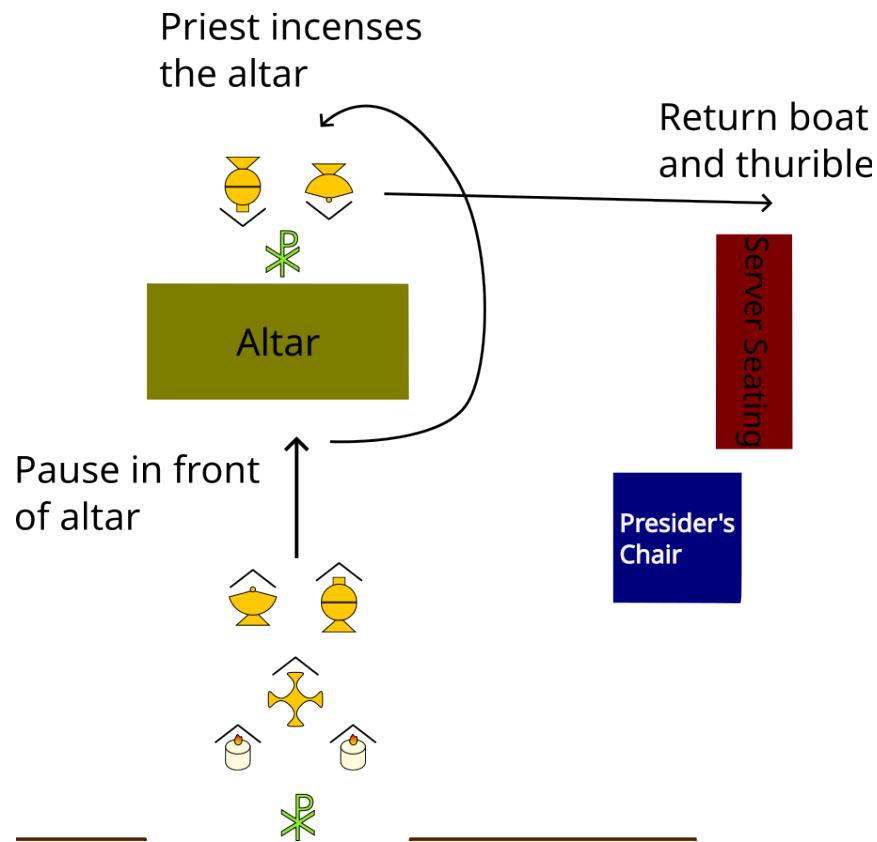 Priest incenses
the altar
Return boat
and thurible
Server Seating
Altar
Pause in front
of altar
Presider's
Chair